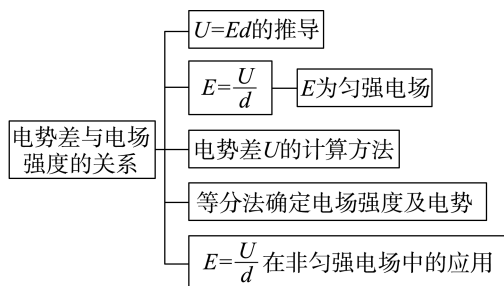 U=Ed的推导
E=U/d
E为匀强电场
电势差与电场
强度的关系
电势差U的计算方法
等分法确定电场强度及电势
E=U/d在非匀强电场中的应用